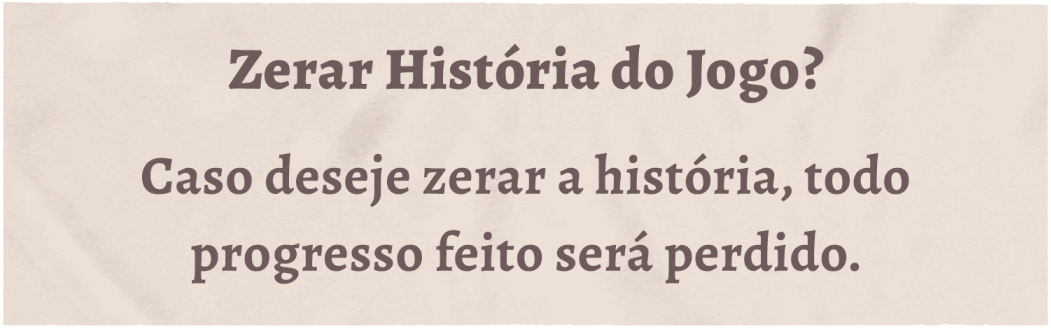 Zerar História do Jogo?
Caso deseje zerar a história, todo
progresso feito será perdido.